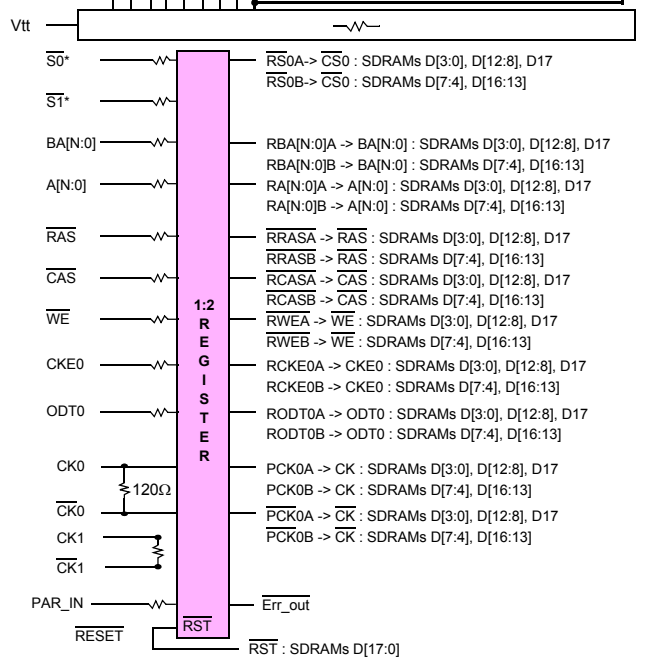 Vtt
S̅0̅* RS0A-> CS0 : SDRAMs D[3:0], D[12:8], D17
RS0B-> CS0 : SDRAMs D[7:4], D[16:13]
S1*
BA[N:0] RBA[N:0]A -> BA[N:0] : SDRAMs D[3:0], D[12:8], D17
RBA[N:0]B -> BA[N:0] : SDRAMs D[7:4], D[16:13]
A[N:0] RA[N:0]A -> A[N:0] : SDRAMs D[3:0], D[12:8], D17
RA[N:0]B -> A[N:0] : SDRAMs D[7:4], D[16:13]
RAS RRASA -> RAS : SDRAMs D[3:0], D[12:8], D17
RRASB -> RAS : SDRAMs D[7:4], D[16:13]
CAS RCASA -> CAS : SDRAMs D[3:0], D[12:8], D17
RCASB -> CAS : SDRAMs D[7:4], D[16:13]
WE RWEA -> WE : SDRAMs D[3:0], D[12:8], D17
RWEB -> WE : SDRAMs D[7:4], D[16:13]
CKE0 RCKE0A -> CKE0 : SDRAMs D[3:0], D[12:8], D17
RCKE0B -> CKE0 : SDRAMs D[7:4], D[16:13]
ODT0 RODT0A -> ODT0 : SDRAMs D[3:0], D[12:8], D17
RODT0B -> ODT0 : SDRAMs D[7:4], D[16:13]
1:2
R
E
G
I
S
T
E
R
CK0 PCK0A -> CK : SDRAMs D[3:0], D[12:8], D17
120Ω PCK0B -> CK : SDRAMs D[7:4], D[16:13]
CK0 PCK0A -> CK : SDRAMs D[3:0], D[12:8], D17
CK1 PCK0B -> CK : SDRAMs D[7:4], D[16:13]
CK1
PAR_IN Err_out
RESET RST
RST : SDRAMs D[17:0]